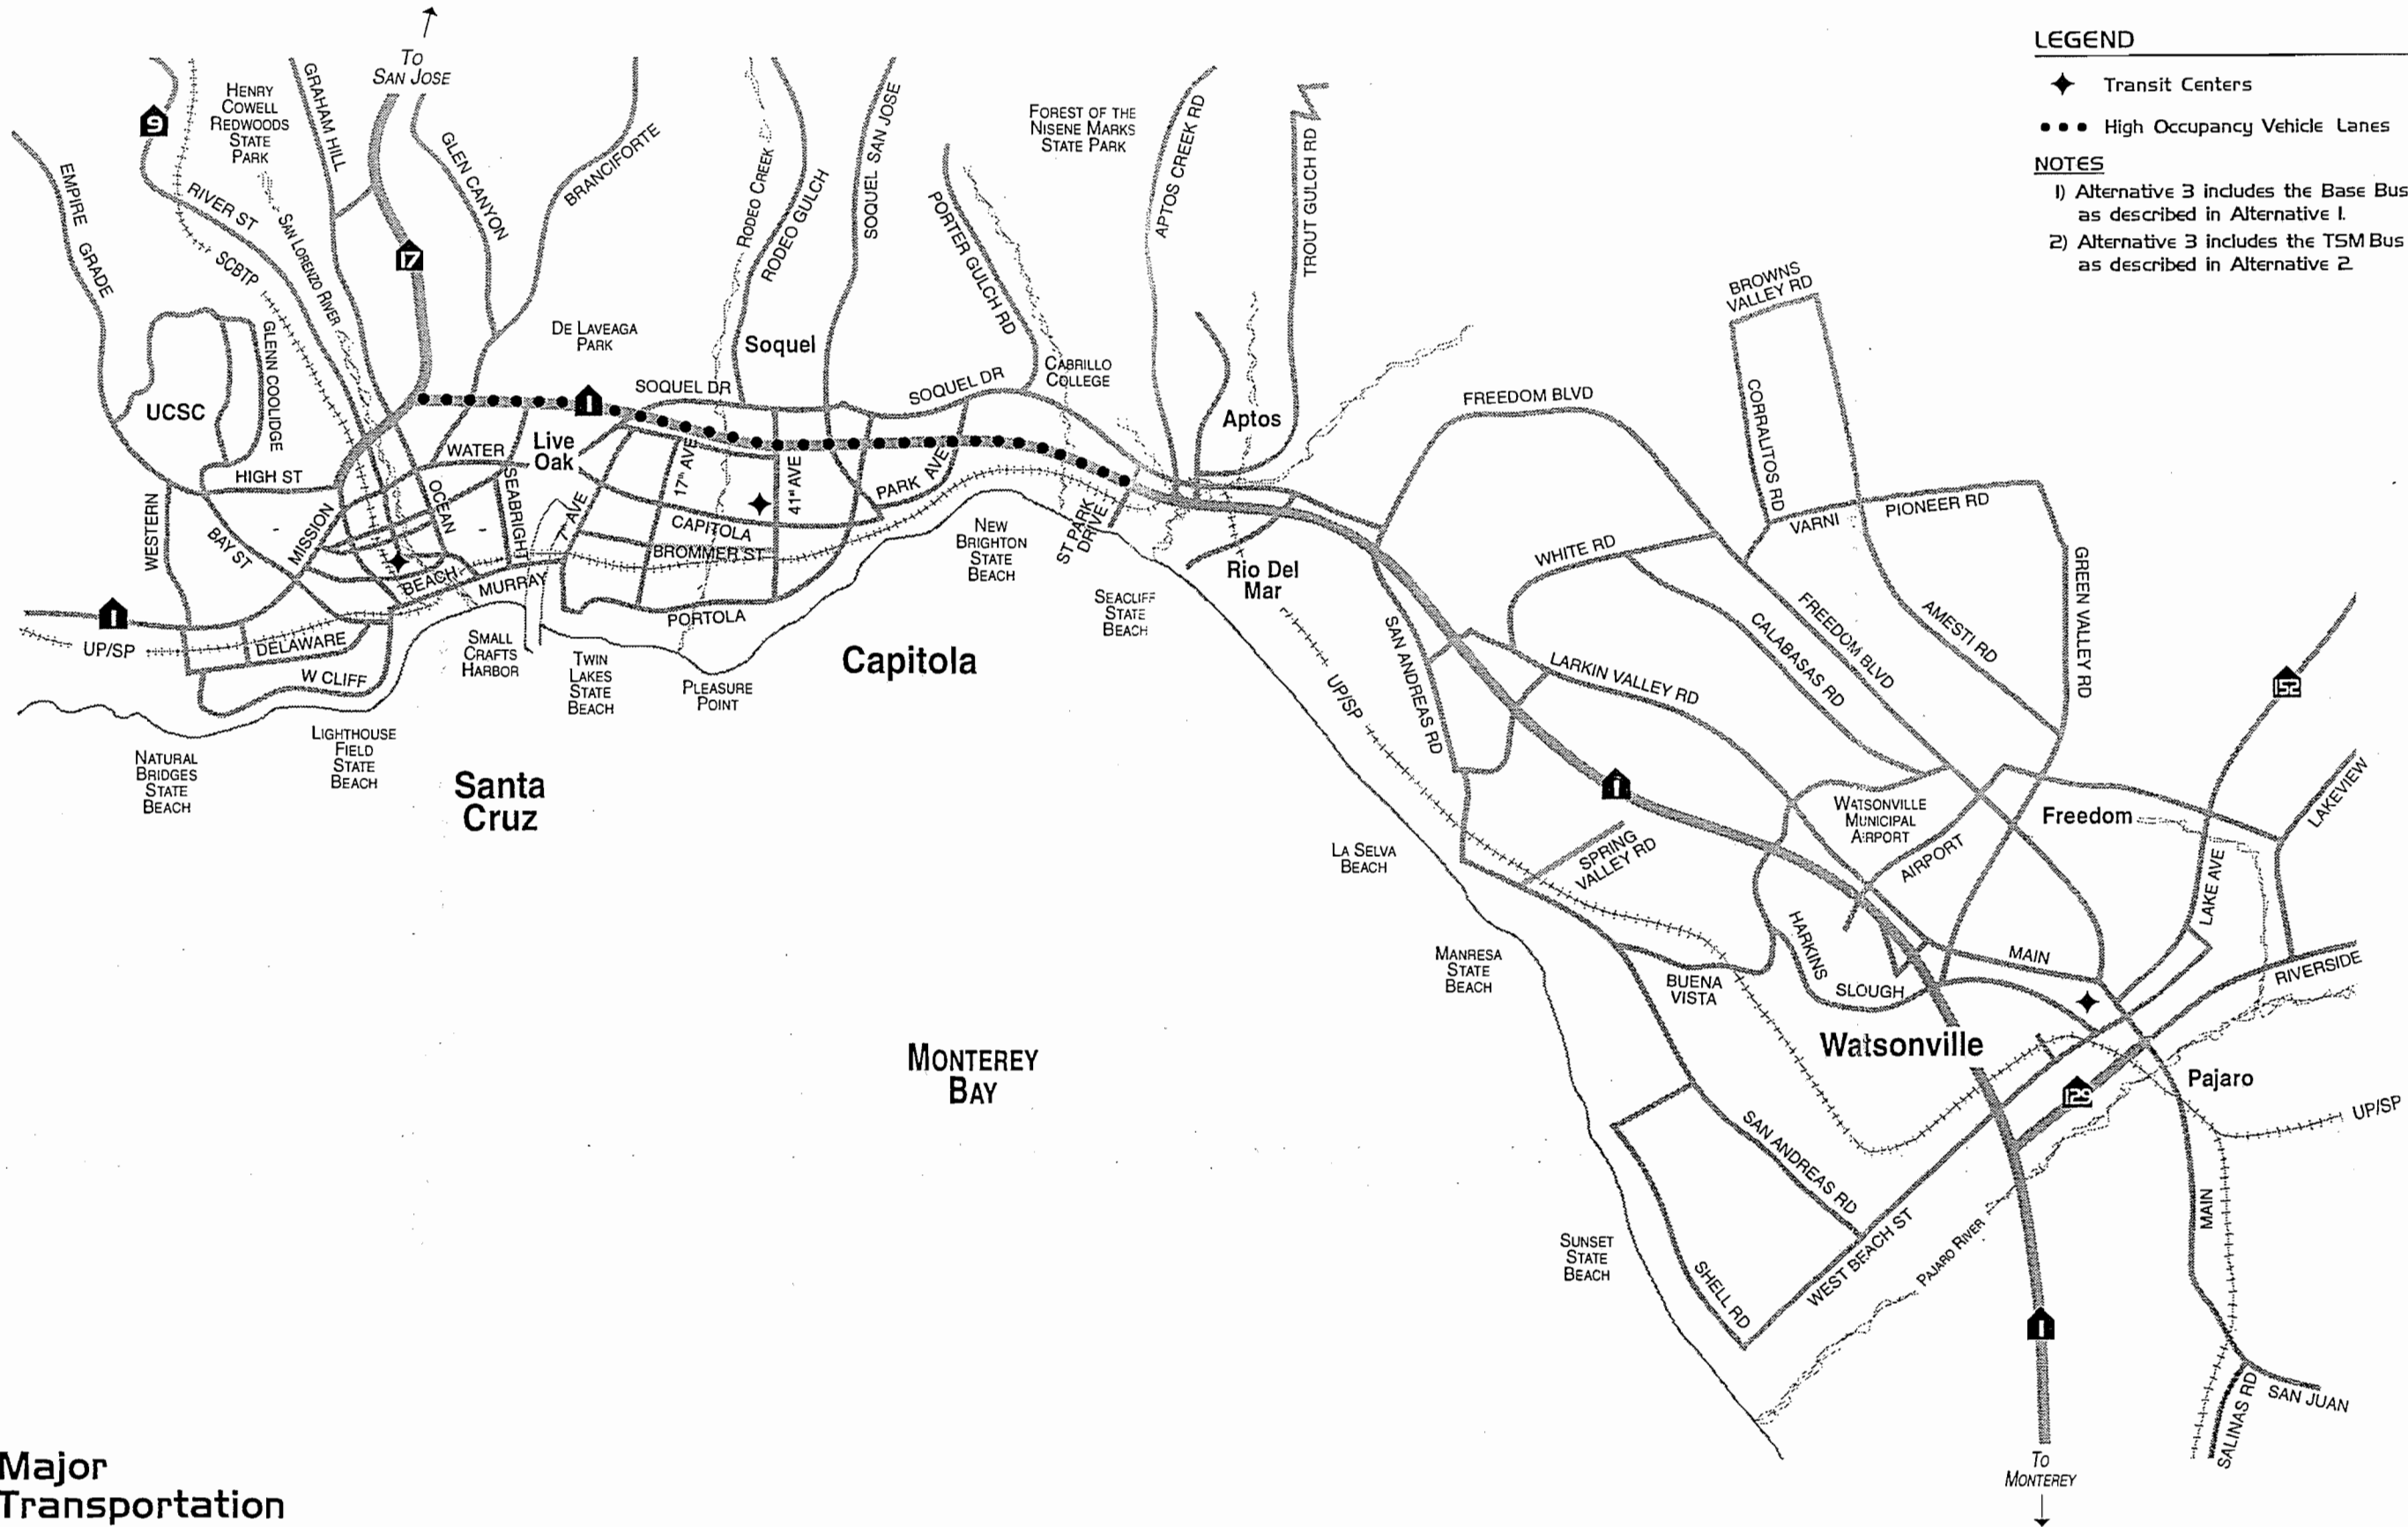 LEGEND
Transit Centers
High Occupancy Vehicle Lanes
NOTES
1) Alternative 3 includes the Base Bus
as described in Alternative 1.
2) Alternative 3 includes the TSM Bus
as described in Alternative 2
To
SAN JOSE
9
HENRY
COWELL
REDWOODS
STATE
PARK
GRAHAM HILL
GLEN CANYON
BRANCIFORTE
EMPIRE GRADE
RIVER ST
SCBTP
SAN LORENZO RIVER
17
RODEO CREEK
RODEO GULCH
SOQUEL SAN JOSE
PORTER GULCH RD
FOREST OF THE
NISENE MARKS
STATE PARK
APTOS CREEK RD
TROUT GULCH RD
BROWNS
VALLEY RD
GLENN COOLIDGE
DE LAVEAGA
PARK
Soquel
CABRILLO
COLLEGE
UCSC
1
SOQUEL DR
SOQUEL DR
Aptos
FREEDOM BLVD
CORRALITOS RD
Live
Oak
WATER
HIGH ST
OCEAN
SEABRIGHT
7th AVE
17th AVE
41st AVE
PARK AVE
CAPITOLA
BROMMER ST
WESTERN
BAY ST
MISSION
BEACH
MURRAY
PORTOLA
NEW
BRIGHTON
STATE
BEACH
ST PARK
DRIVE
SEACLIFF
STATE
BEACH
Rio Del
Mar
VARNI
PIONEER RD
WHITE RD
GREEN VALLEY RD
AMESTI RD
FREEDOM BLVD
CALABASAS RD
SAN ANDREAS RD
LARKIN VALLEY RD
1
UP/SP
DELAWARE
W CLIFF
SMALL
CRAFTS
HARBOR
TWIN
LAKES
STATE
BEACH
PLEASURE
POINT
Capitola
UP/SP
152
NATURAL
BRIDGES
STATE
BEACH
LIGHTHOUSE
FIELD
STATE
BEACH
Santa
Cruz
1
WATSONVILLE
MUNICIPAL
AIRPORT
Freedom
LAKEVIEW
LA SELVA
BEACH
SPRING
VALLEY RD
AIRPORT
LAKE AVE
MANRESA
STATE
BEACH
HARKINS
SLOUGH
BUENA
VISTA
MAIN
RIVERSIDE
MONTEREY
BAY
Watsonville
Pajaro
129
UP/SP
SAN ANDREAS RD
WEST BEACH ST
PAJARO RIVER
MAIN
SUNSET
STATE
BEACH
SHELL RD
1
SAN JUAN
SALINAS RD
To
MONTEREY
Major
Transportation